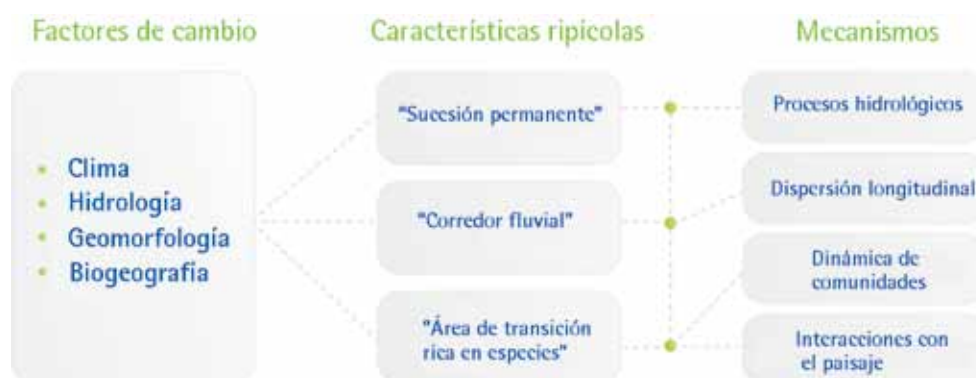 Factores de cambio
Características ripicolas
Mecanismos
• Clima
• Hidrología
• Geomorfología
• Biogeografía
"Sucesión permanente"
"Corredor fluvial"
"Área de transición
rica en especies"
Procesos hidrológicos
Dispersión longitudinal
Dinámica de
comunidades
Interacciones con
el paisaje